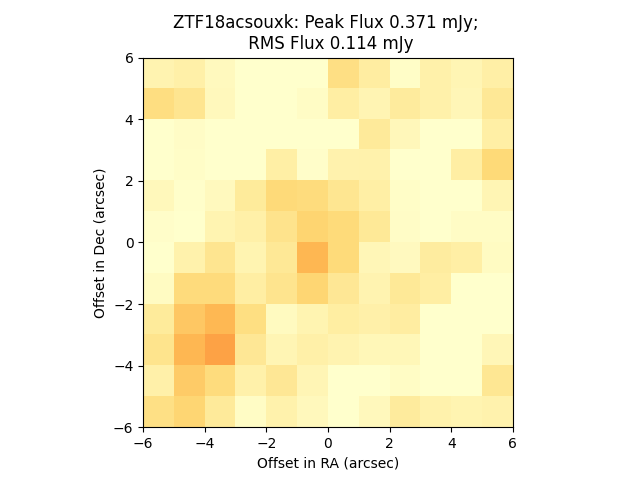 ZTF18acsouxk: Peak Flux 0.371 mJy;
RMS Flux 0.114 mJy
6
4
2
0
−2
−4
−6
Offset in Dec (arcsec)
−6 −4 −2 0 2 4 6
Offset in RA (arcsec)